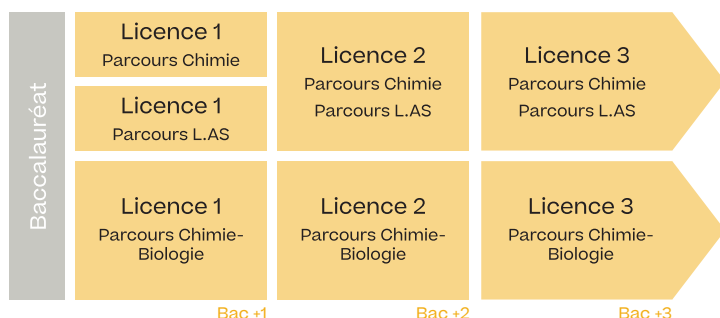 Baccalauréat
Licence 1
Parcours Chimie
Licence 1
Parcours L.AS
Licence 2
Parcours Chimie
Parcours L.AS
Licence 3
Parcours Chimie
Parcours L.AS
Licence 1
Parcours Chimie-
Biologie
Licence 2
Parcours Chimie-
Biologie
Licence 3
Parcours Chimie-
Biologie
Bac +1
Bac +2
Bac +3